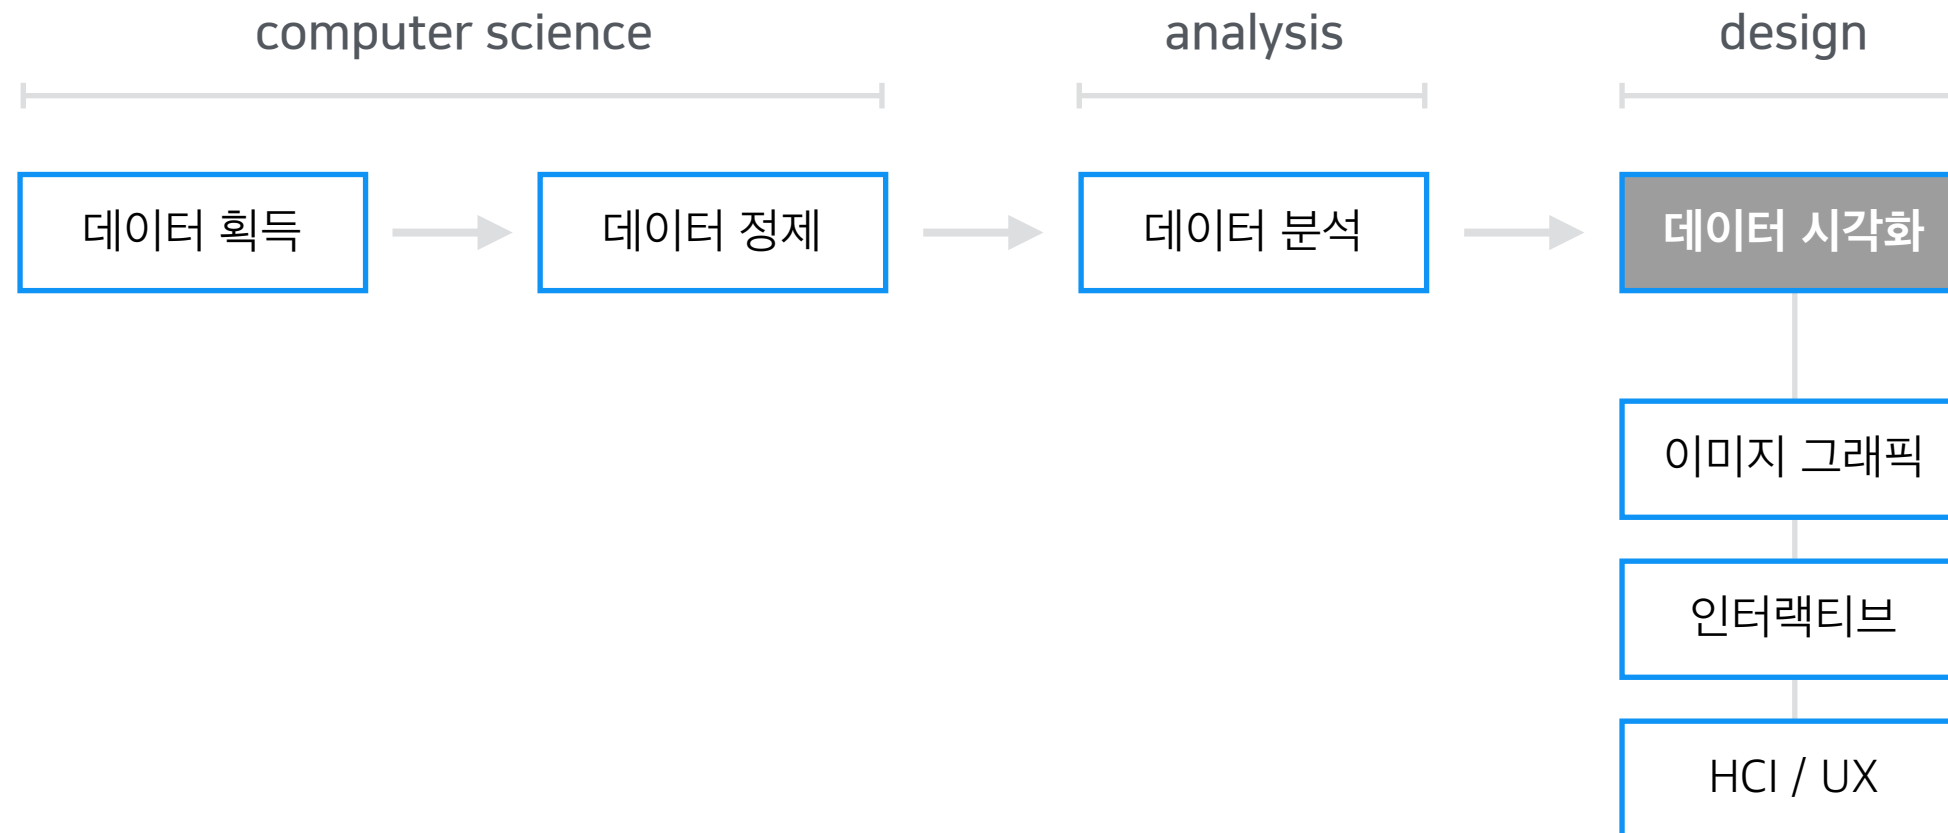 computer science
analysis
design
데이터 획득
데이터 정제
데이터 분석
데이터 시각화
이미지 그래픽
인터랙티브
HCI / UX